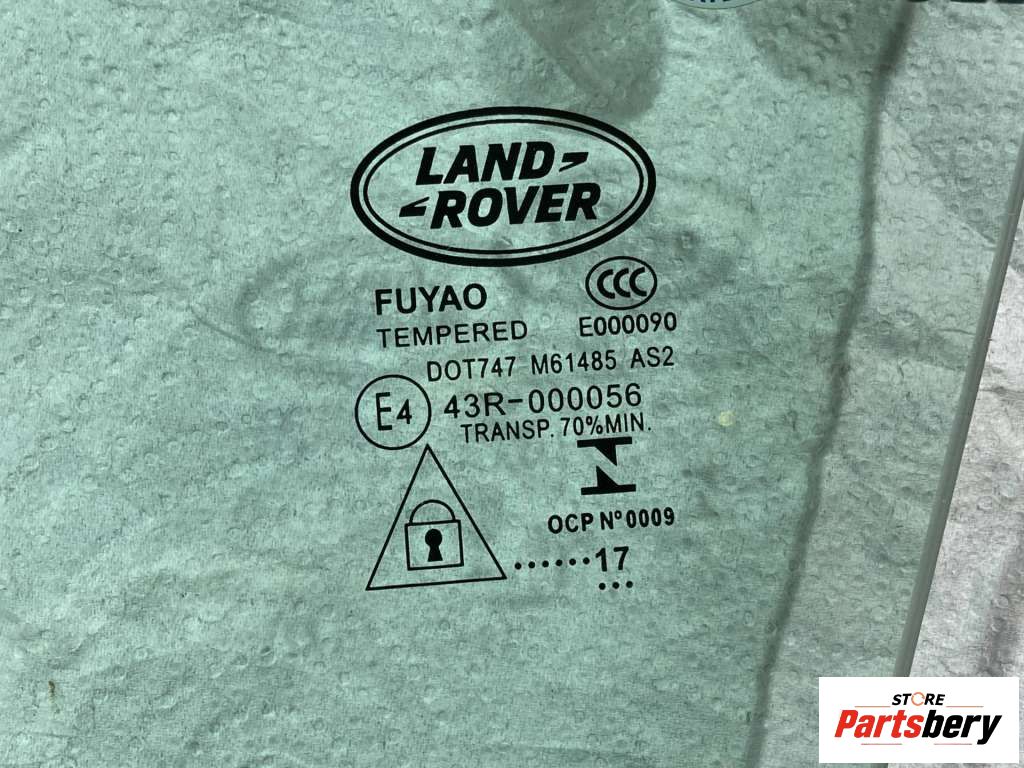 LAND
ROVER
FUYAO
CCC
TEMPERED
E000090
DOT747 M61485 AS2
E4
43R-000056
TRANSP. 70%MIN.
OCP Nº0009
......17
...
STORE
Partsbery